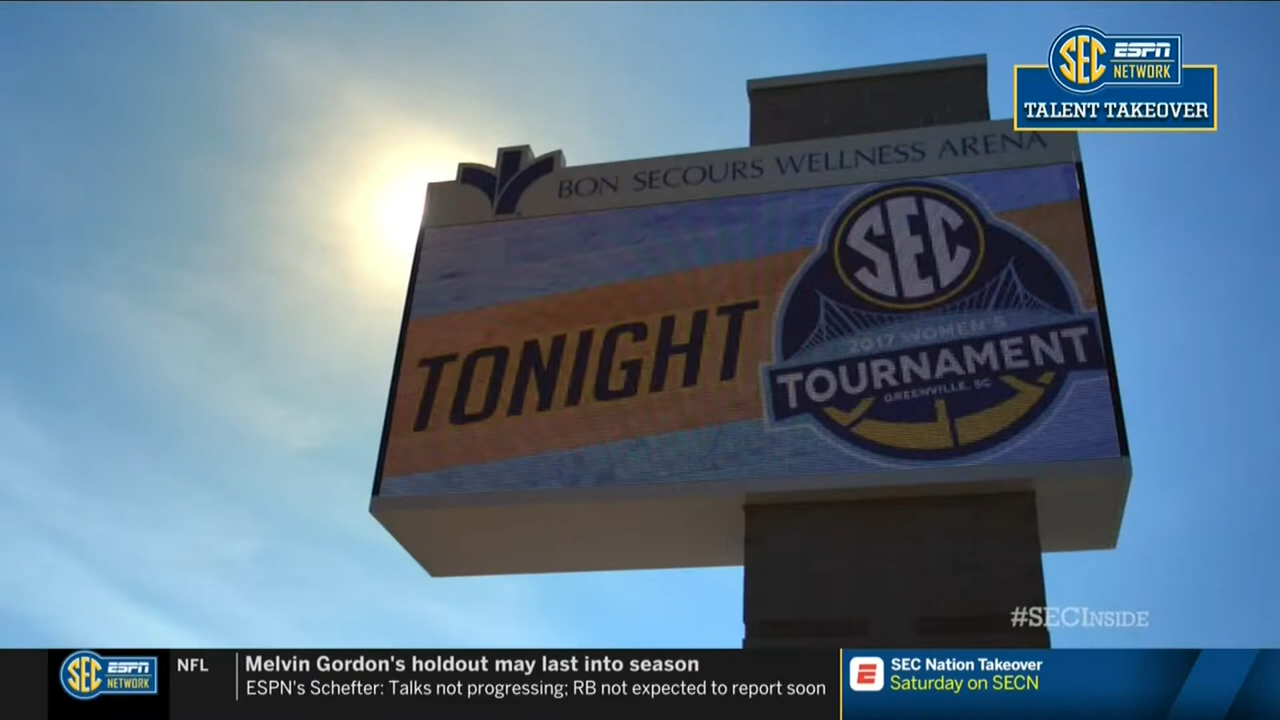 SEC ESPN
NETWORK
TALENT TAKEOVER
BON SECOURS WELLNESS ARENA
SEC
TONIGHT
2017 WOMEN'S
TOURNAMENT
GREENVILLE, SC
#SECINSIDE
SEC ESPN
NETWORK
NFL
Melvin Gordon's holdout may last into season
ESPN's Schefter: Talks not progressing; RB not expected to report soon
E
SEC Nation Takeover
Saturday on SECN